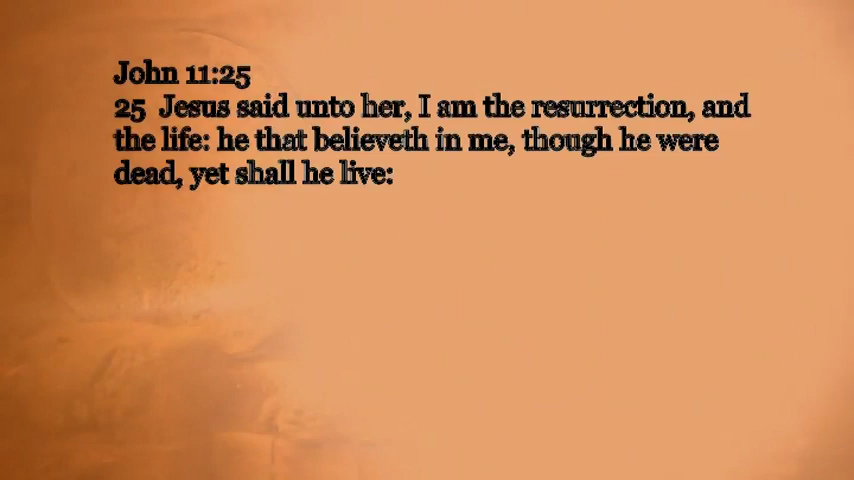 John 11:25
25 Jesus said unto her, I am the resurrection, and
the life: he that believeth in me, though he were
dead, yet shall he live: